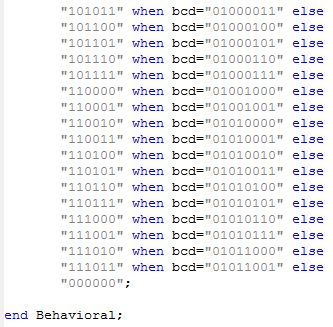 "101011" when bcd="01000011" else
"101100" when bcd="01000100" else
"101101" when bcd="01000101" else
"101110" when bcd="01000110" else
"101111" when bcd="01000111" else
"110000" when bcd="01001000" else
"110001" when bcd="01001001" else
"110010" when bcd="01010000" else
"110011" when bcd="01010001" else
"110100" when bcd="01010010" else
"110101" when bcd="01010011" else
"110110" when bcd="01010100" else
"110111" when bcd="01010101" else
"111000" when bcd="01010110" else
"111001" when bcd="01010111" else
"111010" when bcd="01011000" else
"111011" when bcd="01011001" else
"000000";
end Behavioral;